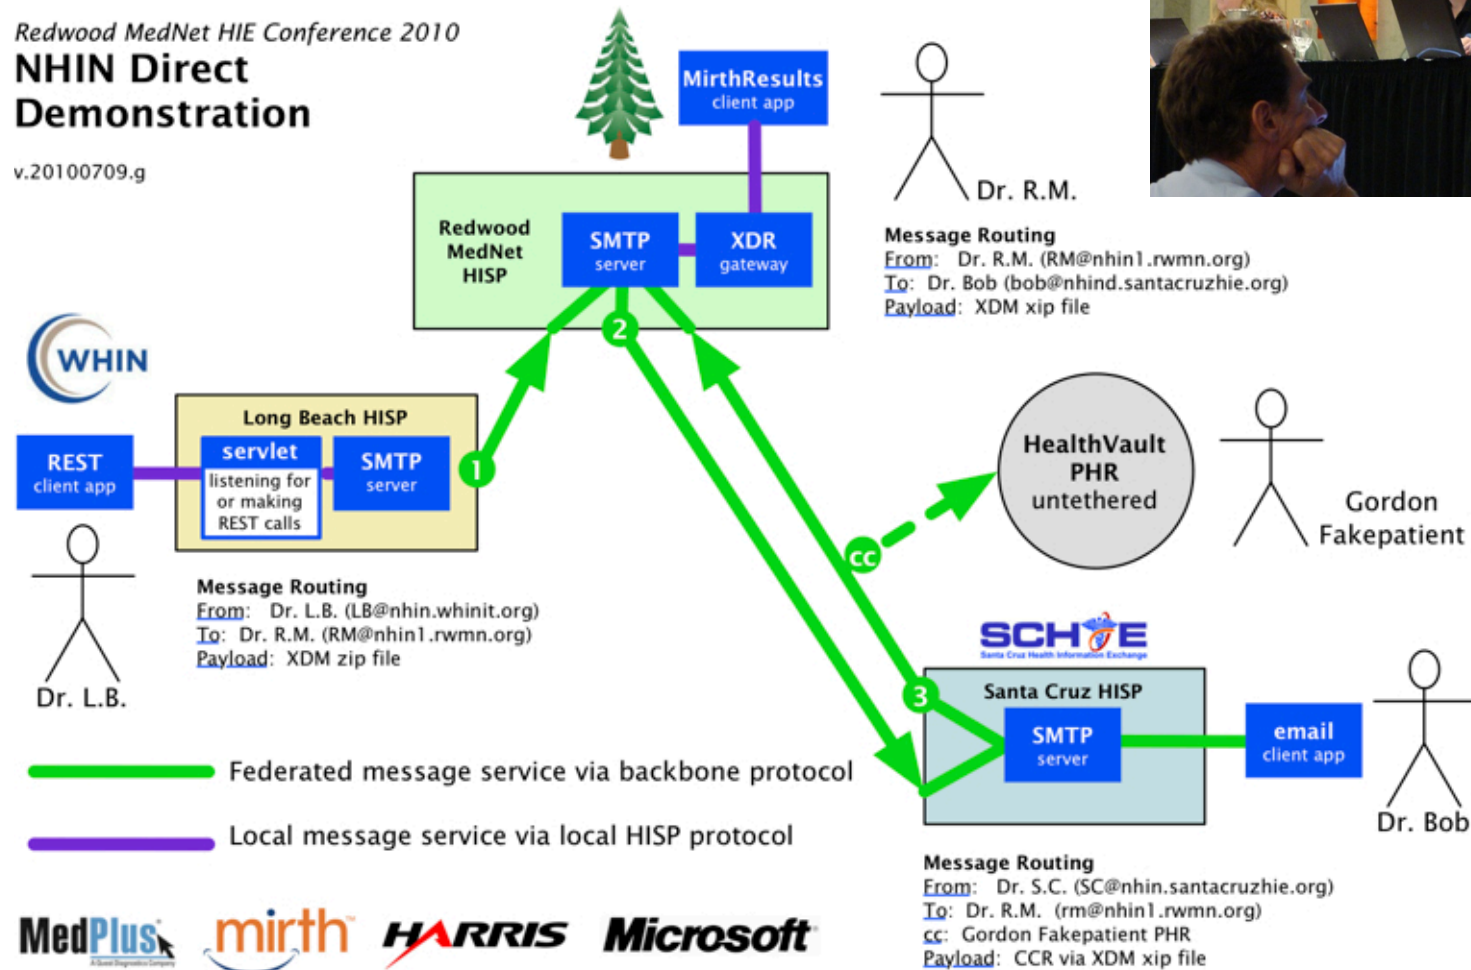 Redwood MedNet HIE Conference 2010
NHIN Direct
Demonstration
v.20100709.g
MirthResults
client app
Dr. R.M.
Redwood
MedNet
HISP
SMTP
server
XDR
gateway
Message Routing
From: Dr. R.M. (RM@nhin1.rwmn.org)
To: Dr. Bob (bob@nhind.santacruzhie.org)
Payload: XDM xip file
2
WHIN
Long Beach HISP
REST
client app
servlet
listening for
or making
REST calls
SMTP
server
1
HealthVault
PHR
untethered
Gordon
Fakepatient
cc
Dr. L.B.
Message Routing
From: Dr. L.B. (LB@nhin.whinit.org)
To: Dr. R.M. (RM@nhin1.rwmn.org)
Payload: XDM zip file
SCHIE
Santa Cruz Health Information Exchange
3
Santa Cruz HISP
SMTP
server
email
client app
Dr. Bob
Federated message service via backbone protocol
Local message service via local HISP protocol
Message Routing
From: Dr. S.C. (SC@nhin.santacruzhie.org)
To: Dr. R.M. (rm@nhin1.rwmn.org)
cc: Gordon Fakepatient PHR
Payload: CCR via XDM xip file
MedPlus
A Quest Diagnostics Company
mirth™
HARRIS
Microsoft